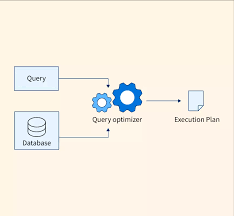 Query
Query optimizer
Execution Plan
Database